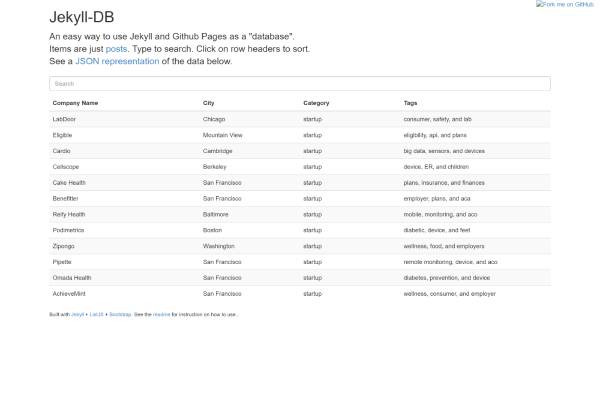 Fork me on GitHub
Jekyll-DB
An easy way to use Jekyll and Github Pages as a "database".
Items are just posts. Type to search. Click on row headers to sort.
See a JSON representation of the data below.
Search
Company Name City Category Tags
LabDoor Chicago startup consumer, safety, and lab
Eligible Mountain View startup eligibility, api, and plans
Cardio Cambridge startup big data, sensors, and devices
Cellscope Berkeley startup device, ER, and children
Cake Health San Francisco startup plans, insurance, and finances
Benefitter San Francisco startup employer, plans, and aca
Reify Health Baltimore startup mobile, monitoring, and aco
Podimetrics Boston startup diabetic, device, and feet
Zipongo Washington startup wellness, food, and employers
Pipette San Francisco startup remote monitoring, device, and aco
Omada Health San Francisco startup diabetes, prevention, and device
AchieveMint San Francisco startup wellness, consumer, and employer
Built with Jekyll + ListJS + Bootstrap. See the readme for instruction on how to use..